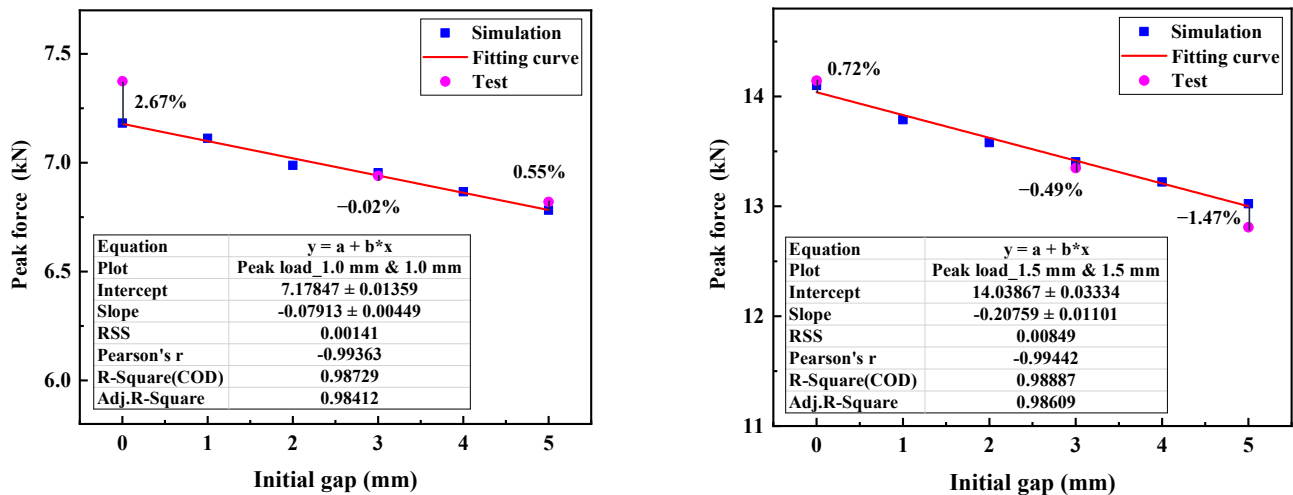 Simulation
Fitting curve
Test
7.5
7.0
6.5
6.0
Peak force (kN)
2.67%
−0.02%
0.55%
Equation y = a + b*x
Plot Peak load_1.0 mm & 1.0 mm
Intercept 7.17847 ± 0.01359
Slope -0.07913 ± 0.00449
RSS 0.00141
Pearson's r -0.99363
R-Square(COD) 0.98729
Adj.R-Square 0.98412
0 1 2 3 4 5
Initial gap (mm)
Simulation
Fitting curve
Test
14
13
12
11
Peak force (kN)
0.72%
−0.49%
−1.47%
Equation y = a + b*x
Plot Peak load_1.5 mm & 1.5 mm
Intercept 14.03867 ± 0.03334
Slope -0.20759 ± 0.01101
RSS 0.00849
Pearson's r -0.99442
R-Square(COD) 0.98887
Adj.R-Square 0.98609
0 1 2 3 4 5
Initial gap (mm)